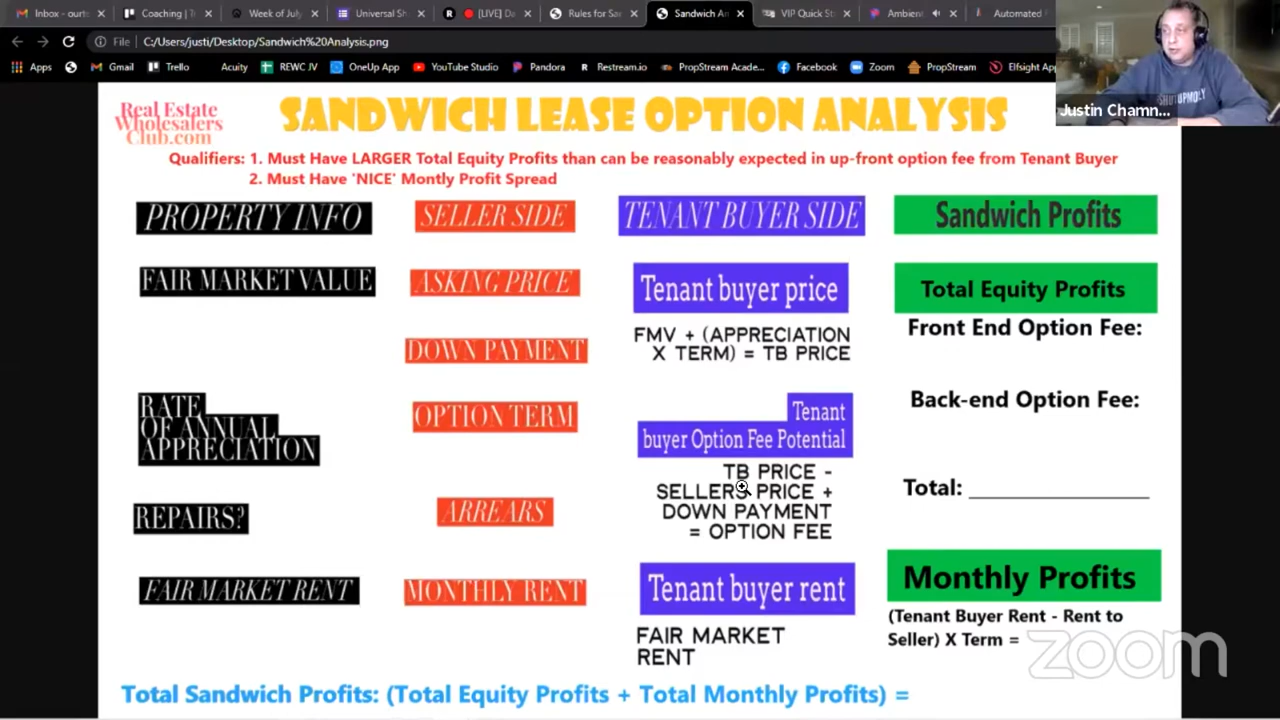 Inbox - ourte
Coaching | T
Week of July
Universal Sh
[LIVE] Da
Rules for Sa
Sandwich An
VIP Quick St
Ambien
Automated
File | C:/Users/justi/Desktop/Sandwich%20Analysis.png
Apps
Gmail
Trello
Acuity
REWC JV
OneUp App
YouTube Studio
Pandora
Restream.io
PropStream Acade...
Facebook
Zoom
PropStream
Elfsight Ap
Justin Chamn...
Real Estate
Wholesalers
Club.com
SANDWICH LEASE OPTION ANALYSIS
Qualifiers: 1. Must Have LARGER Total Equity Profits than can be reasonably expected in up-front option fee from Tenant Buyer
2. Must Have 'NICE' Montly Profit Spread
PROPERTY INFO
SELLER SIDE
TENANT BUYER SIDE
Sandwich Profits
FAIR MARKET VALUE
ASKING PRICE
Tenant buyer price
Total Equity Profits
FMV + (APPRECIATION
X TERM) = TB PRICE
Front End Option Fee:
DOWN PAYMENT
RATE
OF ANNUAL
APPRECIATION
OPTION TERM
Tenant
buyer Option Fee Potential
Back-end Option Fee:
TB PRICE -
SELLERS PRICE +
DOWN PAYMENT
= OPTION FEE
Total: _______________
REPAIRS?
ARREARS
FAIR MARKET RENT
MONTHLY RENT
Tenant buyer rent
Monthly Profits
FAIR MARKET
RENT
(Tenant Buyer Rent - Rent to
Seller) X Term =
zoom
Total Sandwich Profits: (Total Equity Profits + Total Monthly Profits) =